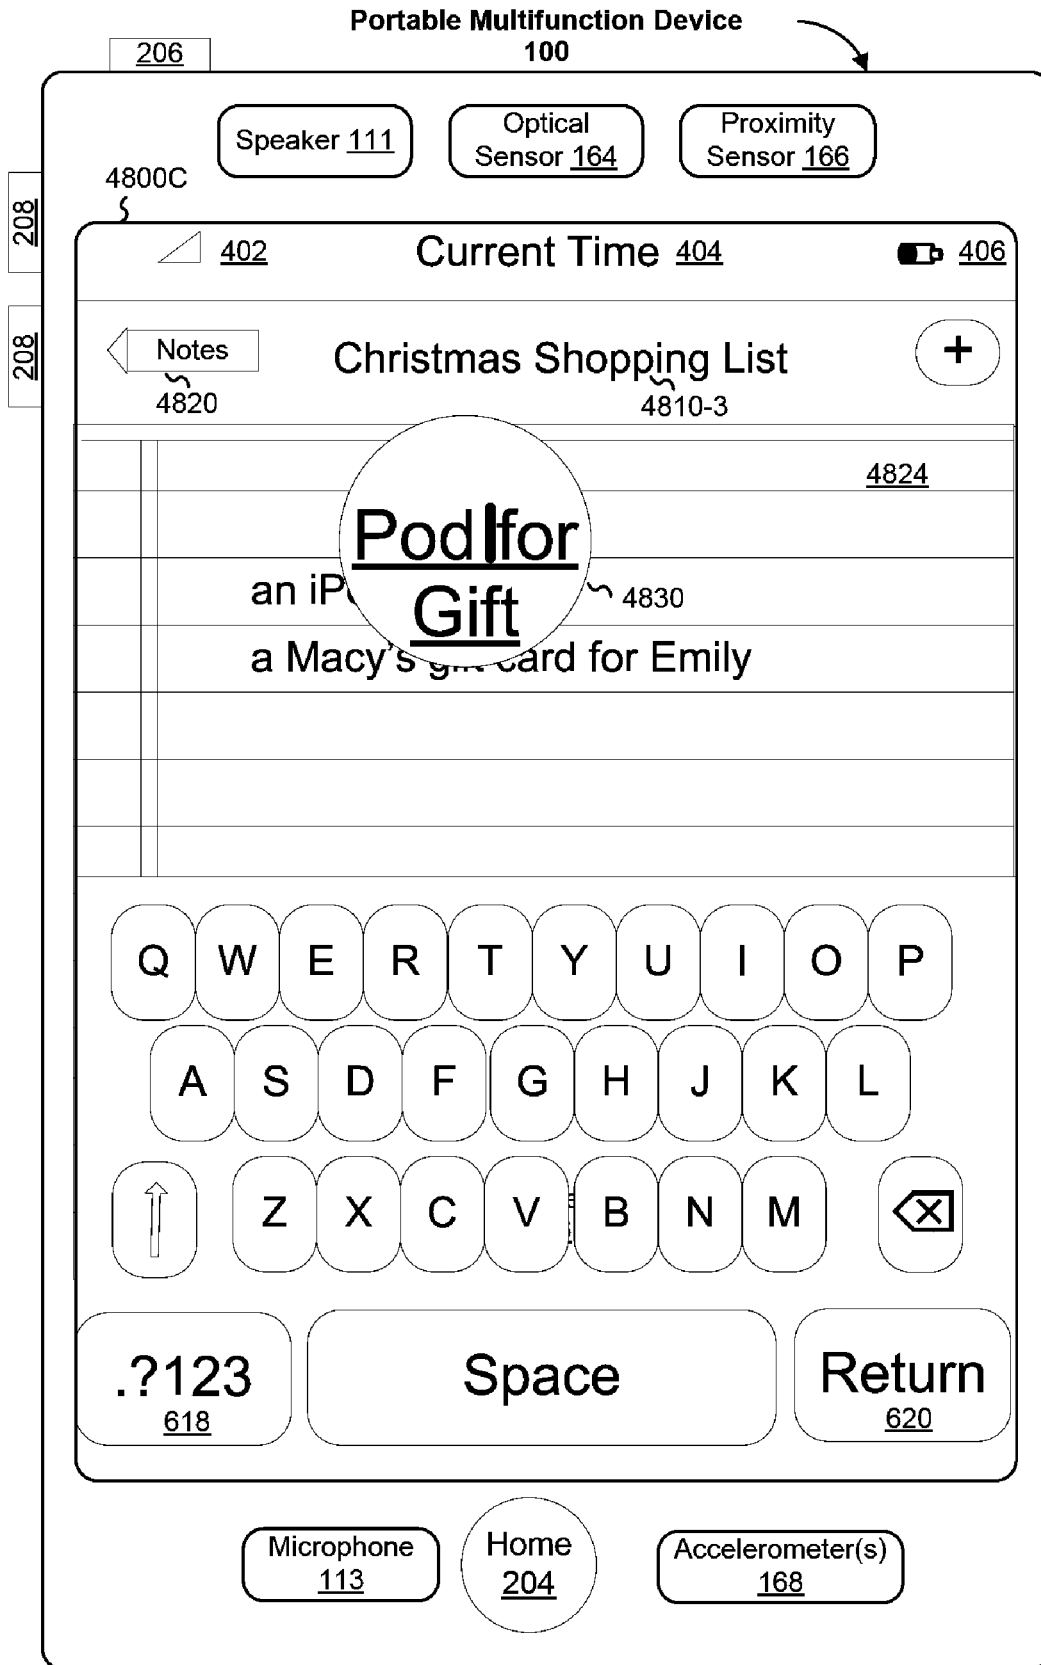 Portable Multifunction Device
100
206
Speaker 111
Optical
Sensor 164
Proximity
Sensor 166
4800C
208
208
402
Current Time 404
406
Notes
4820
Christmas Shopping List
4810-3
+
4824
Pod for
Gift
an iP
4830
a Macy's gift card for Emily
Q W E R T Y U I O P
A S D F G H J K L
Z X C V B N M
.?123
618
Space
Return
620
Microphone
113
Home
204
Accelerometer(s)
168